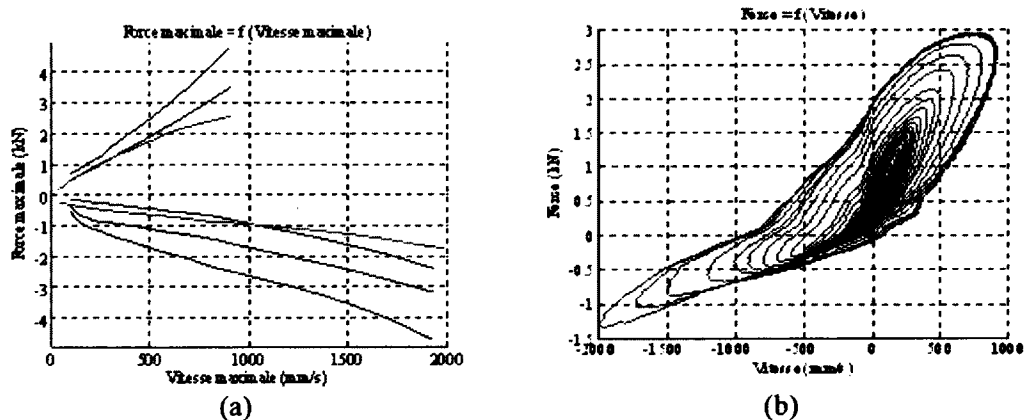 Force maximale = f (Vitesse maximale)
Force maximale (kN)
4
3
2
1
0
-1
-2
-3
-4
0 500 1000 1500 2000
Vitesse maximale (mm/s)
(a)
Force = f (Vitesse)
Force (kN)
3
2.5
2
1.5
1
0.5
0
-0.5
-1
-1.5
-2000 -1500 -1000 -500 0 500 1000
Vitesse (mm/s)
(b)